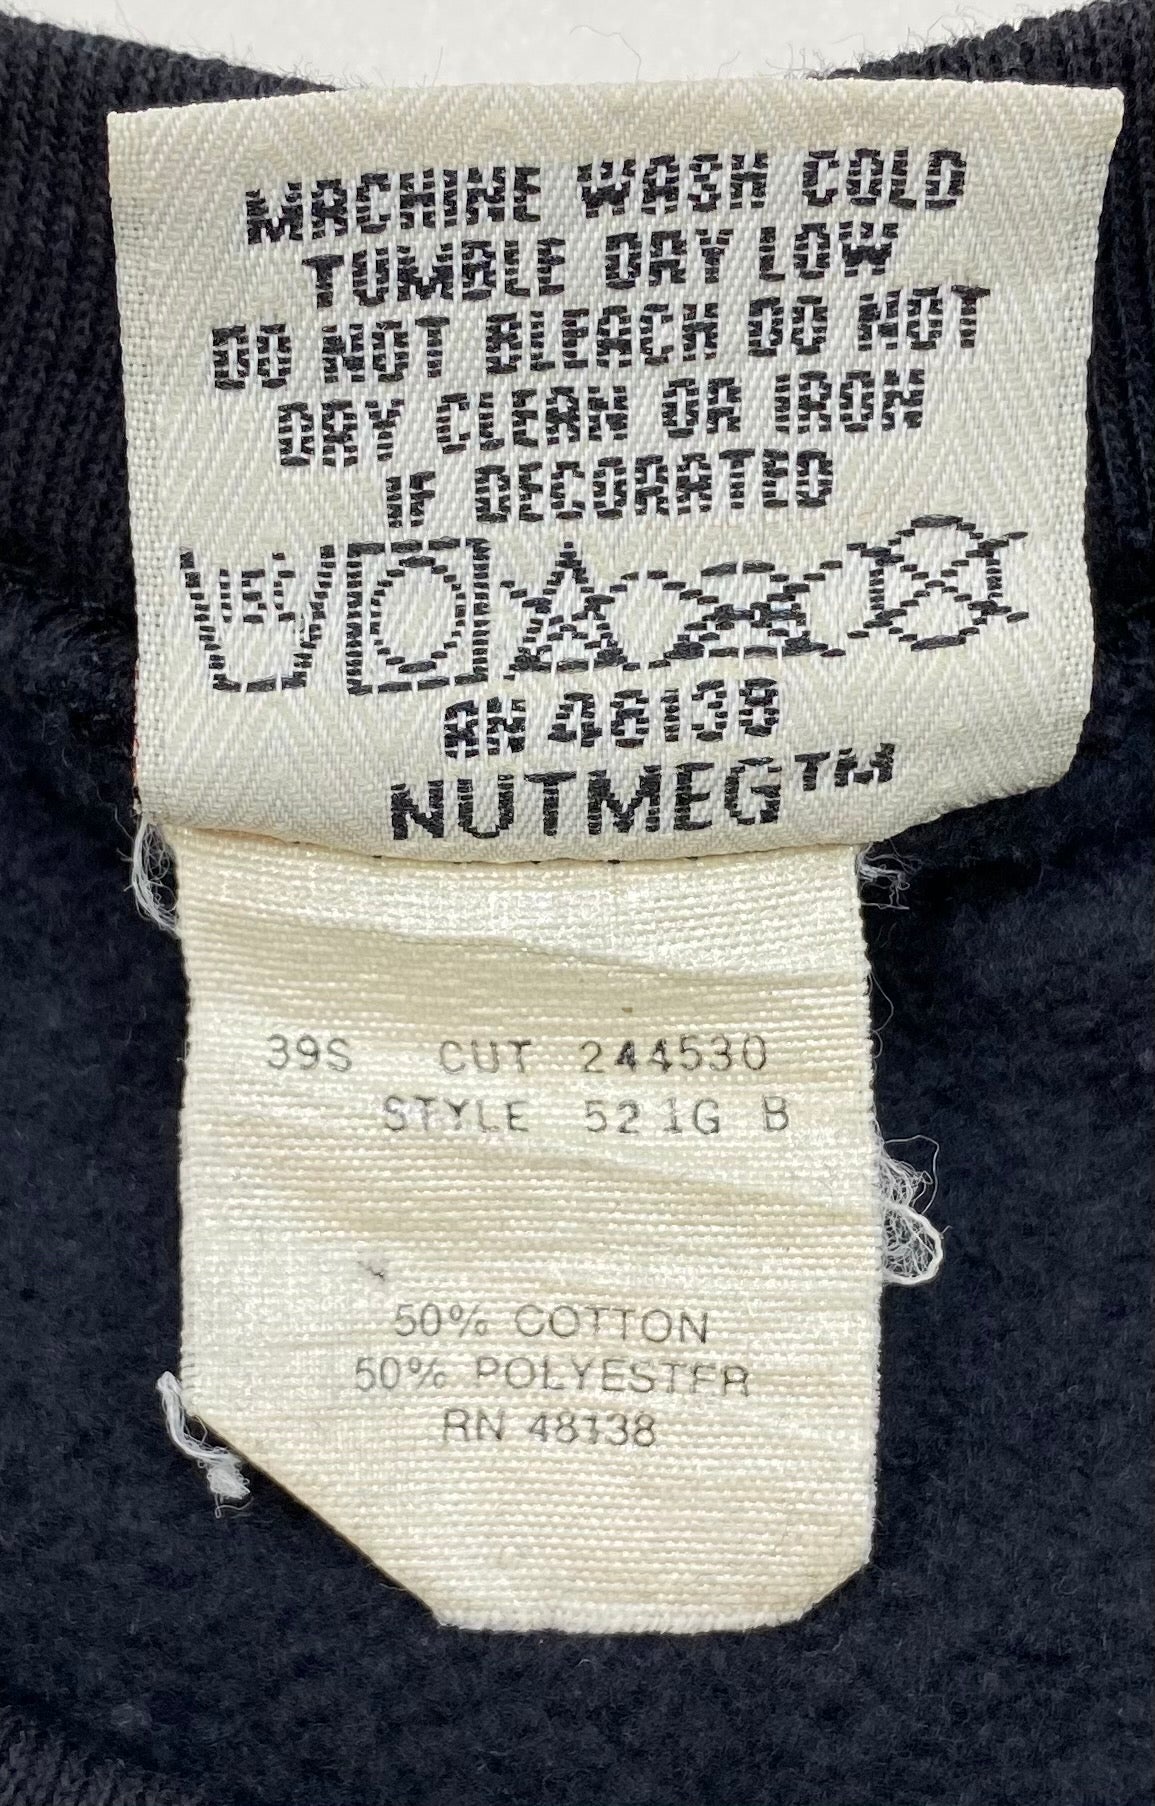 MACHINE WASH COLD
TUMBLE DRY LOW
DO NOT BLEACH DO NOT
DRY CLEAN OR IRON
IF DECORATED
RN 48138
NUTMEG™
39S CUT 244530
STYLE 521G B
50% COTTON
50% POLYESTER
RN 48138